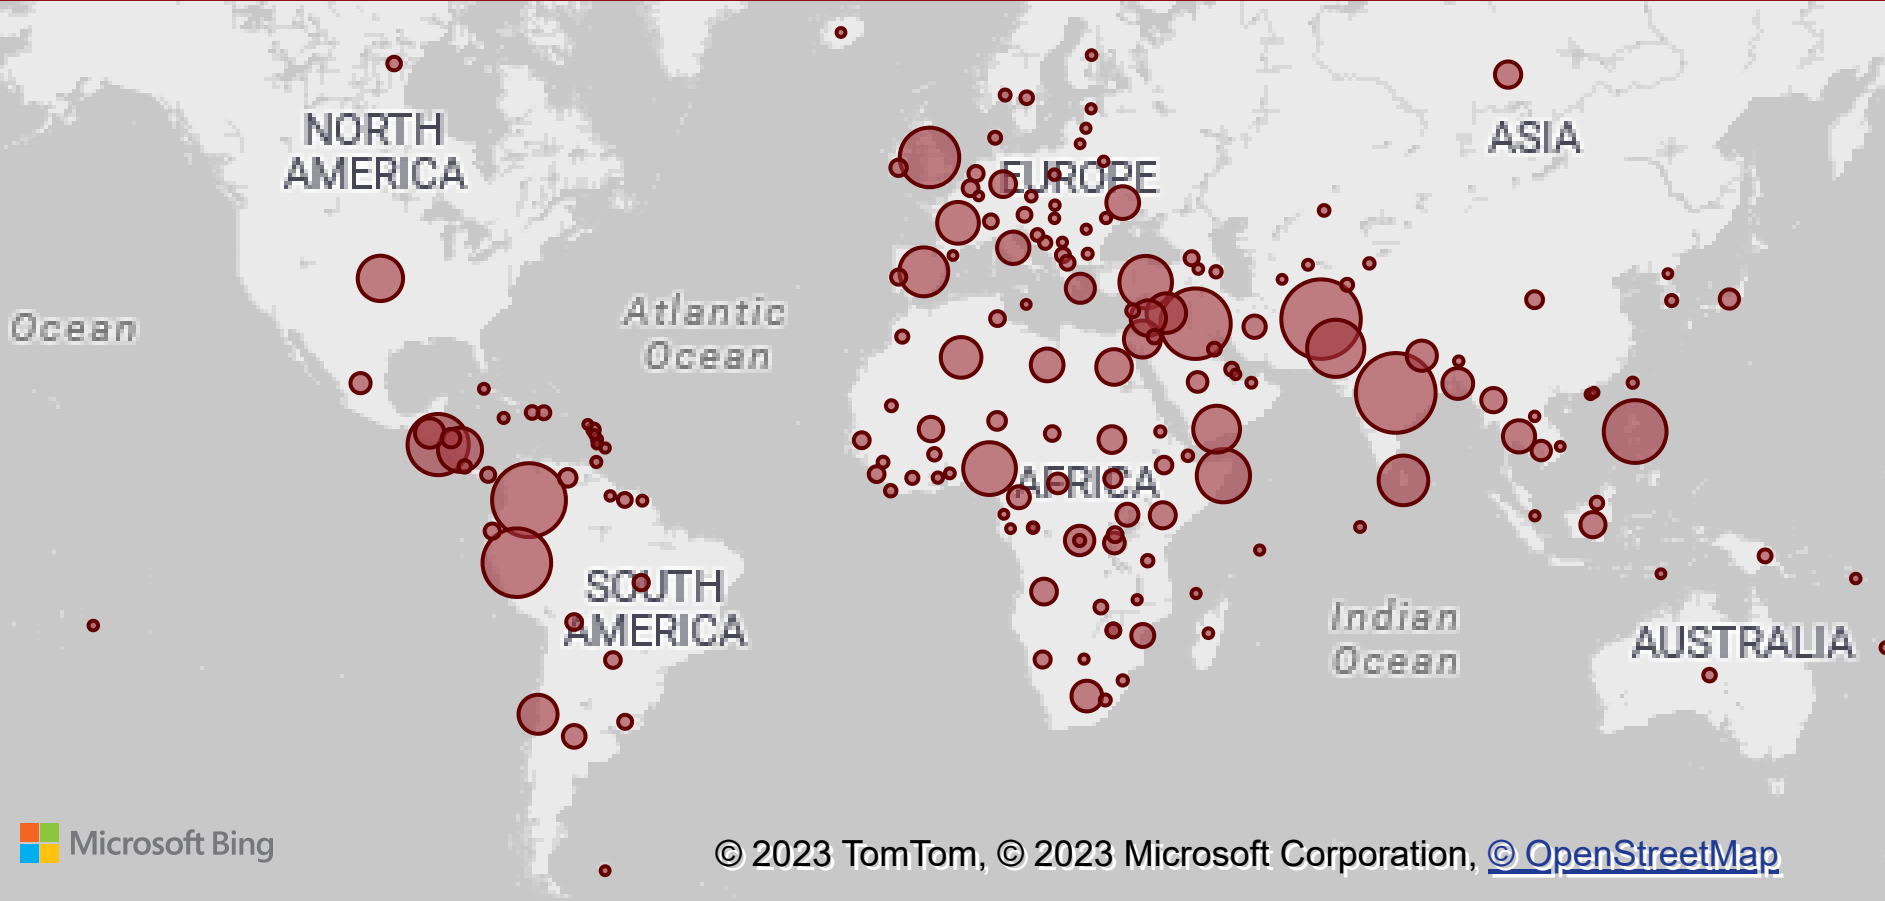 NORTH
AMERICA
EUROPE
ASIA
Ocean
Atlantic
Ocean
AFRICA
SOUTH
AMERICA
Indian
Ocean
AUSTRALIA
Microsoft Bing
© 2023 TomTom, © 2023 Microsoft Corporation, © OpenStreetMap